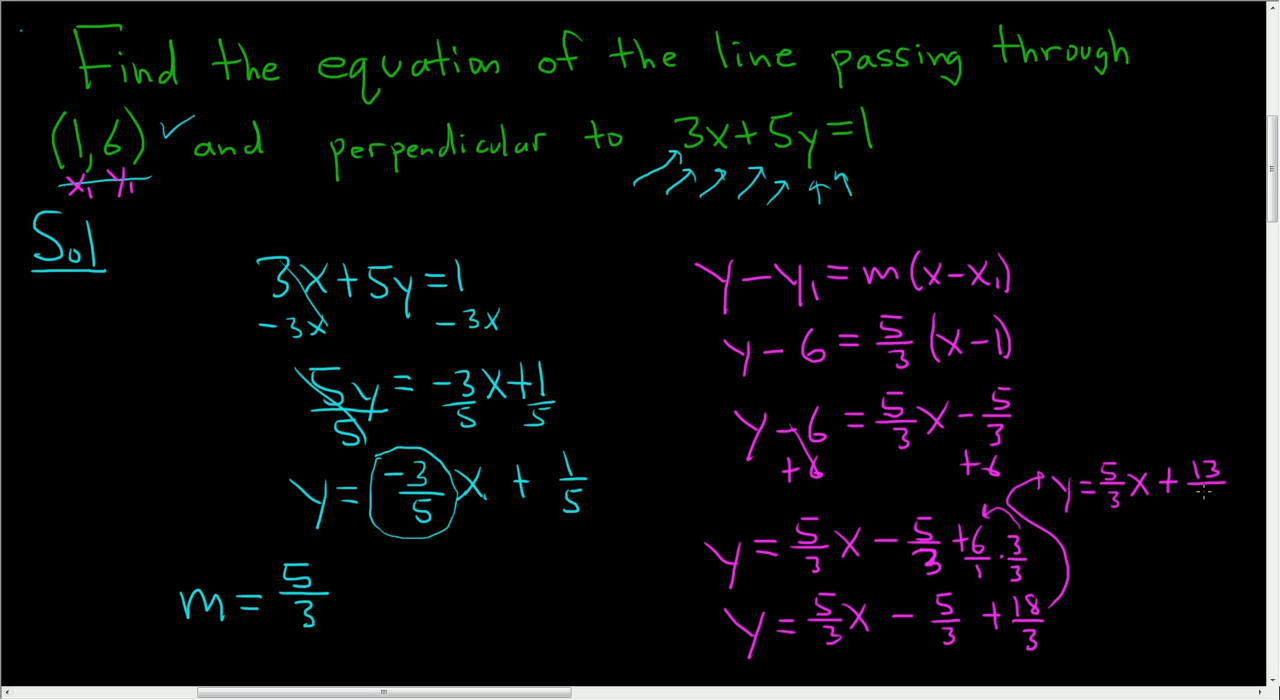 Find the equation of the line passing through
(1,6) ✓ and perpendicular to 3x+5y=1
x₁ y₁
Sol
3x+5y=1
-3x -3x
5y/5 = -3/5 x + 1/5
y = -3/5 x + 1/5
m = 5/3
y-y₁ = m(x-x₁)
y-6 = 5/3 (x-1)
y-6 = 5/3 x - 5/3
+6 +6
y = 5/3 x - 5/3 + 6/1 · 3/3
y = 5/3 x - 5/3 + 18/3
y = 5/3 x + 13/